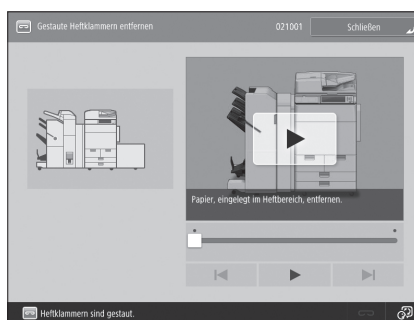 Gestaute Heftklammern entfernen
021001
Schließen
Papier, eingelegt im Heftbereich, entfernen.
Heftklammern sind gestaut.